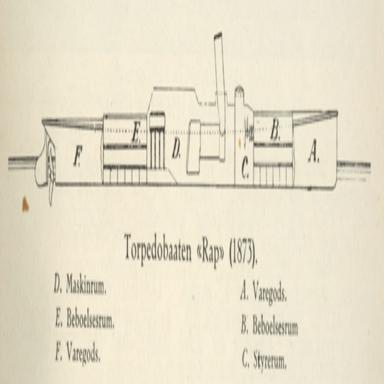 F.
E.
D.
C.
B.
A.
Torpedobaaten «Rap» (1873).
D. Maskinrum.
E. Beboelsesrum.
F. Varegods.
A. Varegods.
B. Beboelsesrum
C. Styrerum.